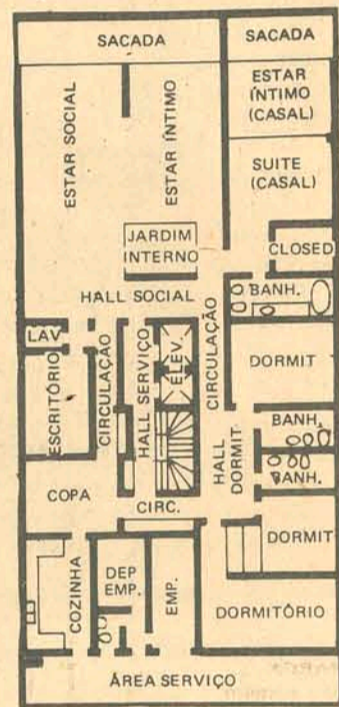 SACADA
SACADA
ESTAR SOCIAL
ESTAR ÍNTIMO
ESTAR
ÍNTIMO
(CASAL)
SUITE
(CASAL)
JARDIM
INTERNO
CLOSED
HALL SOCIAL
BANH.
LAV
ESCRITÓRIO
CIRCULAÇÃO
HALL SERVIÇO
ELEV.
CIRCULAÇÃO
DORMIT
BANH.
HALL
DORMIT
BANH.
COPA
CIRC.
DORMIT
COZINHA
DEP
EMP.
EMP.
DORMITÓRIO
ÁREA SERVIÇO